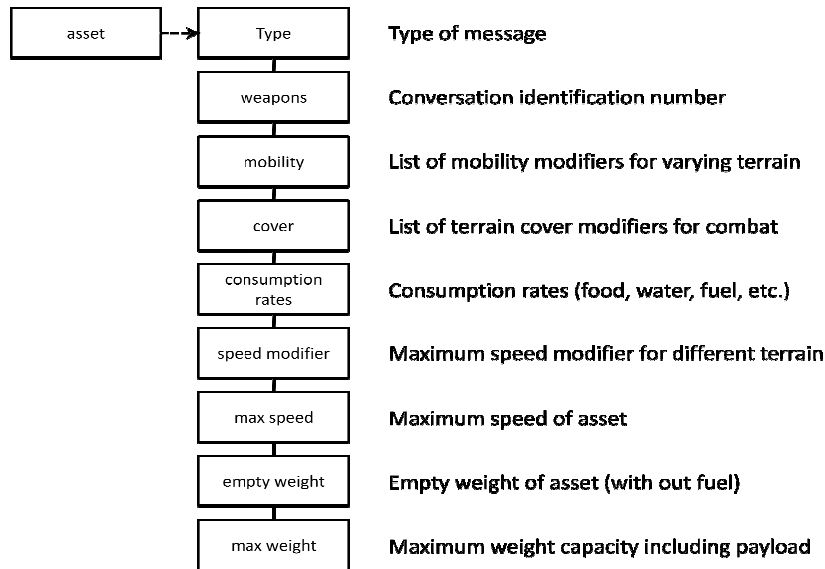 asset
Type
Type of message
weapons
Conversation identification number
mobility
List of mobility modifiers for varying terrain
cover
List of terrain cover modifiers for combat
consumption
rates
Consumption rates (food, water, fuel, etc.)
speed modifier
Maximum speed modifier for different terrain
max speed
Maximum speed of asset
empty weight
Empty weight of asset (with out fuel)
max weight
Maximum weight capacity including payload